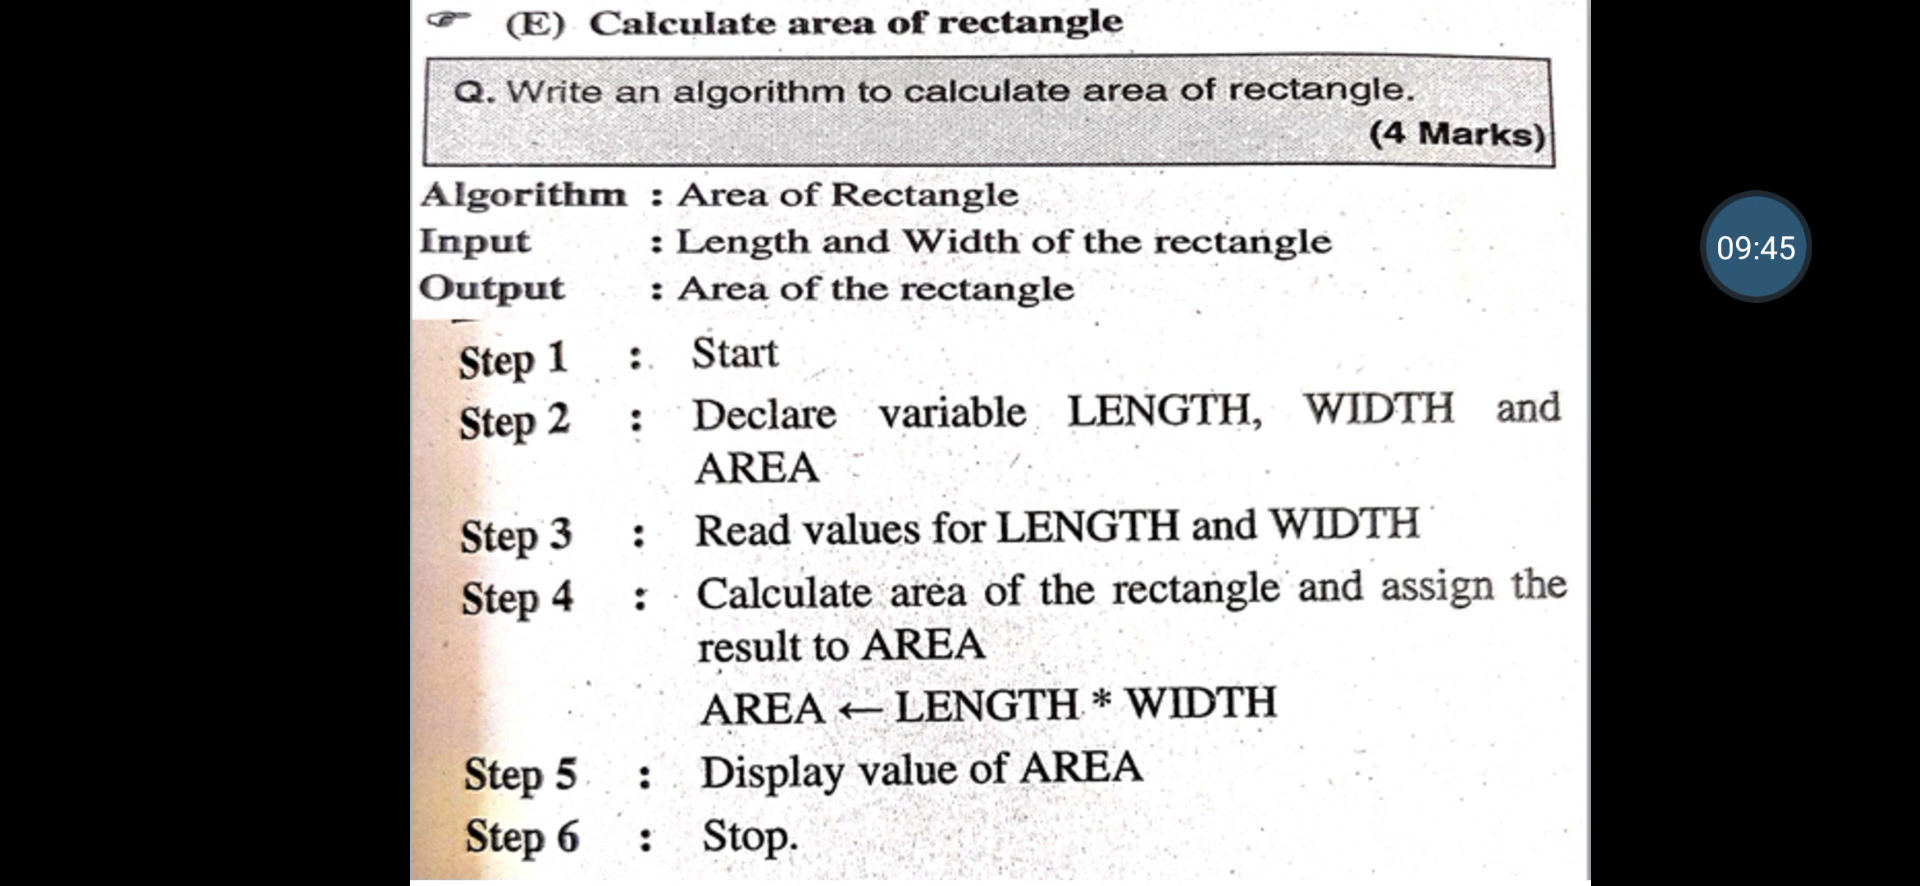 (E) Calculate area of rectangle
Q. Write an algorithm to calculate area of rectangle.
(4 Marks)
Algorithm : Area of Rectangle
Input : Length and Width of the rectangle
Output : Area of the rectangle
Step 1 : Start
Step 2 : Declare variable LENGTH, WIDTH and
AREA
Step 3 : Read values for LENGTH and WIDTH
Step 4 : Calculate area of the rectangle and assign the
result to AREA
AREA ← LENGTH * WIDTH
Step 5 : Display value of AREA
Step 6 : Stop.
09:45